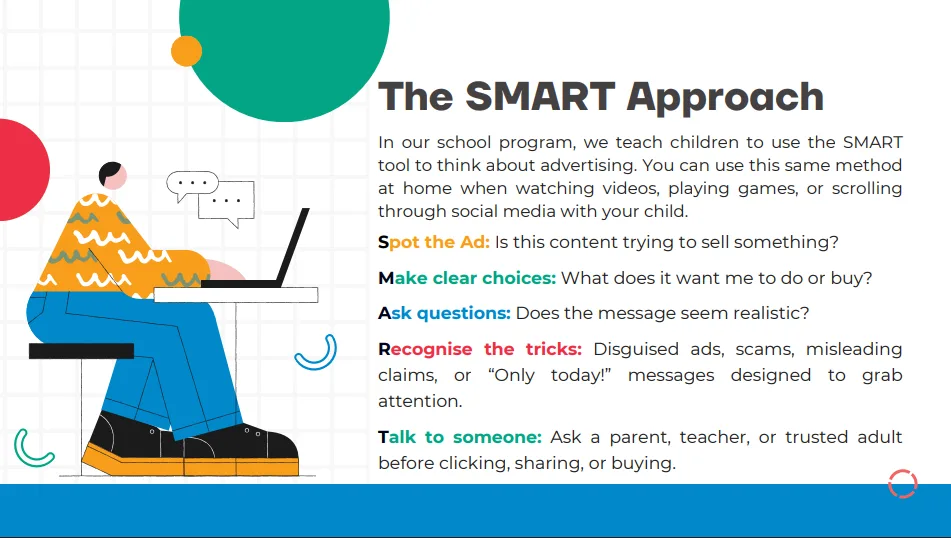 The SMART Approach
In our school program, we teach children to use the SMART
tool to think about advertising. You can use this same method
at home when watching videos, playing games, or scrolling
through social media with your child.
Spot the Ad: Is this content trying to sell something?
Make clear choices: What does it want me to do or buy?
Ask questions: Does the message seem realistic?
Recognise the tricks: Disguised ads, scams, misleading
claims, or “Only today!” messages designed to grab
attention.
Talk to someone: Ask a parent, teacher, or trusted adult
before clicking, sharing, or buying.